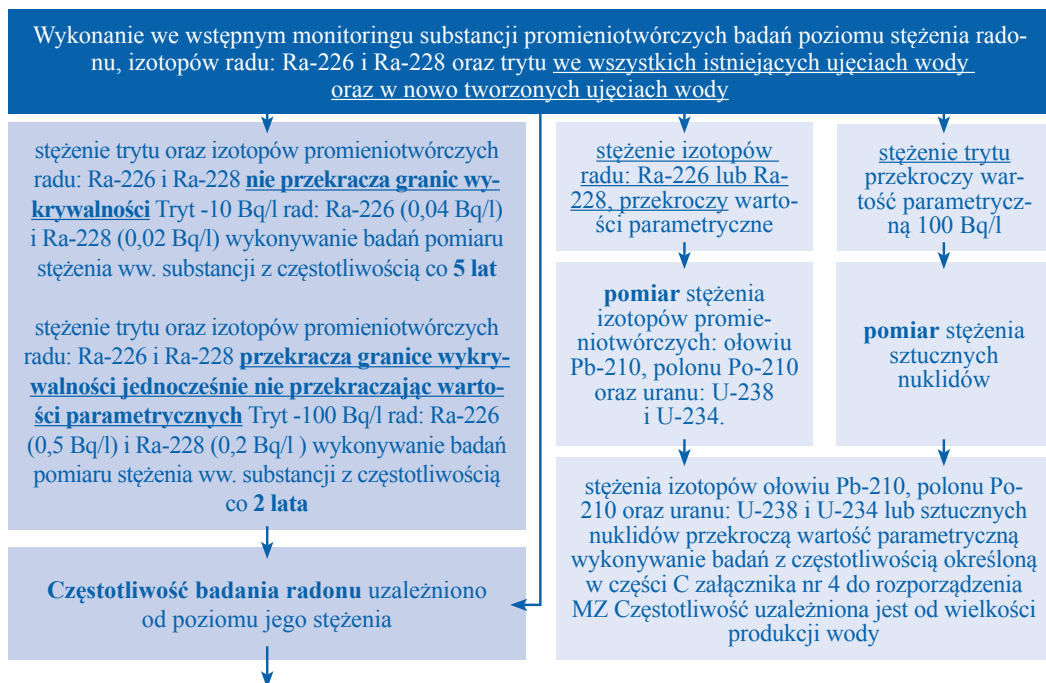 Wykonanie we wstępnym monitoringu substancji promieniotwórczych badań poziomu stężenia rado-
nu, izotopów radu: Ra-226 i Ra-228 oraz trytu we wszystkich istniejących ujęciach wody
oraz w nowo tworzonych ujęciach wody
stężenie trytu oraz izotopów promieniotwórczych
radu: Ra-226 i Ra-228 nie przekracza granic wy-
krywalności Tryt -10 Bq/l rad: Ra-226 (0,04 Bq/l)
i Ra-228 (0,02 Bq/l) wykonywanie badań pomiaru
stężenia ww. substancji z częstotliwością co 5 lat
stężenie trytu oraz izotopów promieniotwórczych
radu: Ra-226 i Ra-228 przekracza granice wykry-
walności jednocześnie nie przekraczając warto-
ści parametrycznych Tryt -100 Bq/l rad: Ra-226
(0,5 Bq/l) i Ra-228 (0,2 Bq/l ) wykonywanie badań
pomiaru stężenia ww. substancji z częstotliwością
co 2 lata
Częstotliwość badania radonu uzależniono
od poziomu jego stężenia
stężenie izotopów
radu: Ra-226 lub Ra-
228, przekroczy warto-
ści parametryczne
pomiar stężenia
izotopów promie-
niotwórczych: ołowiu
Pb-210, polonu Po-210
oraz uranu: U-238
i U-234.
stężenie trytu
przekroczy war-
tość parametrycz-
ną 100 Bq/l
pomiar stężenia
sztucznych
nuklidów
stężenia izotopów ołowiu Pb-210, polonu Po-
210 oraz uranu: U-238 i U-234 lub sztucznych
nuklidów przekroczą wartość parametryczną
wykonywanie badań z częstotliwością określoną
w części C załącznika nr 4 do rozporządzenia
MZ Częstotliwość uzależniona jest od wielkości
produkcji wody